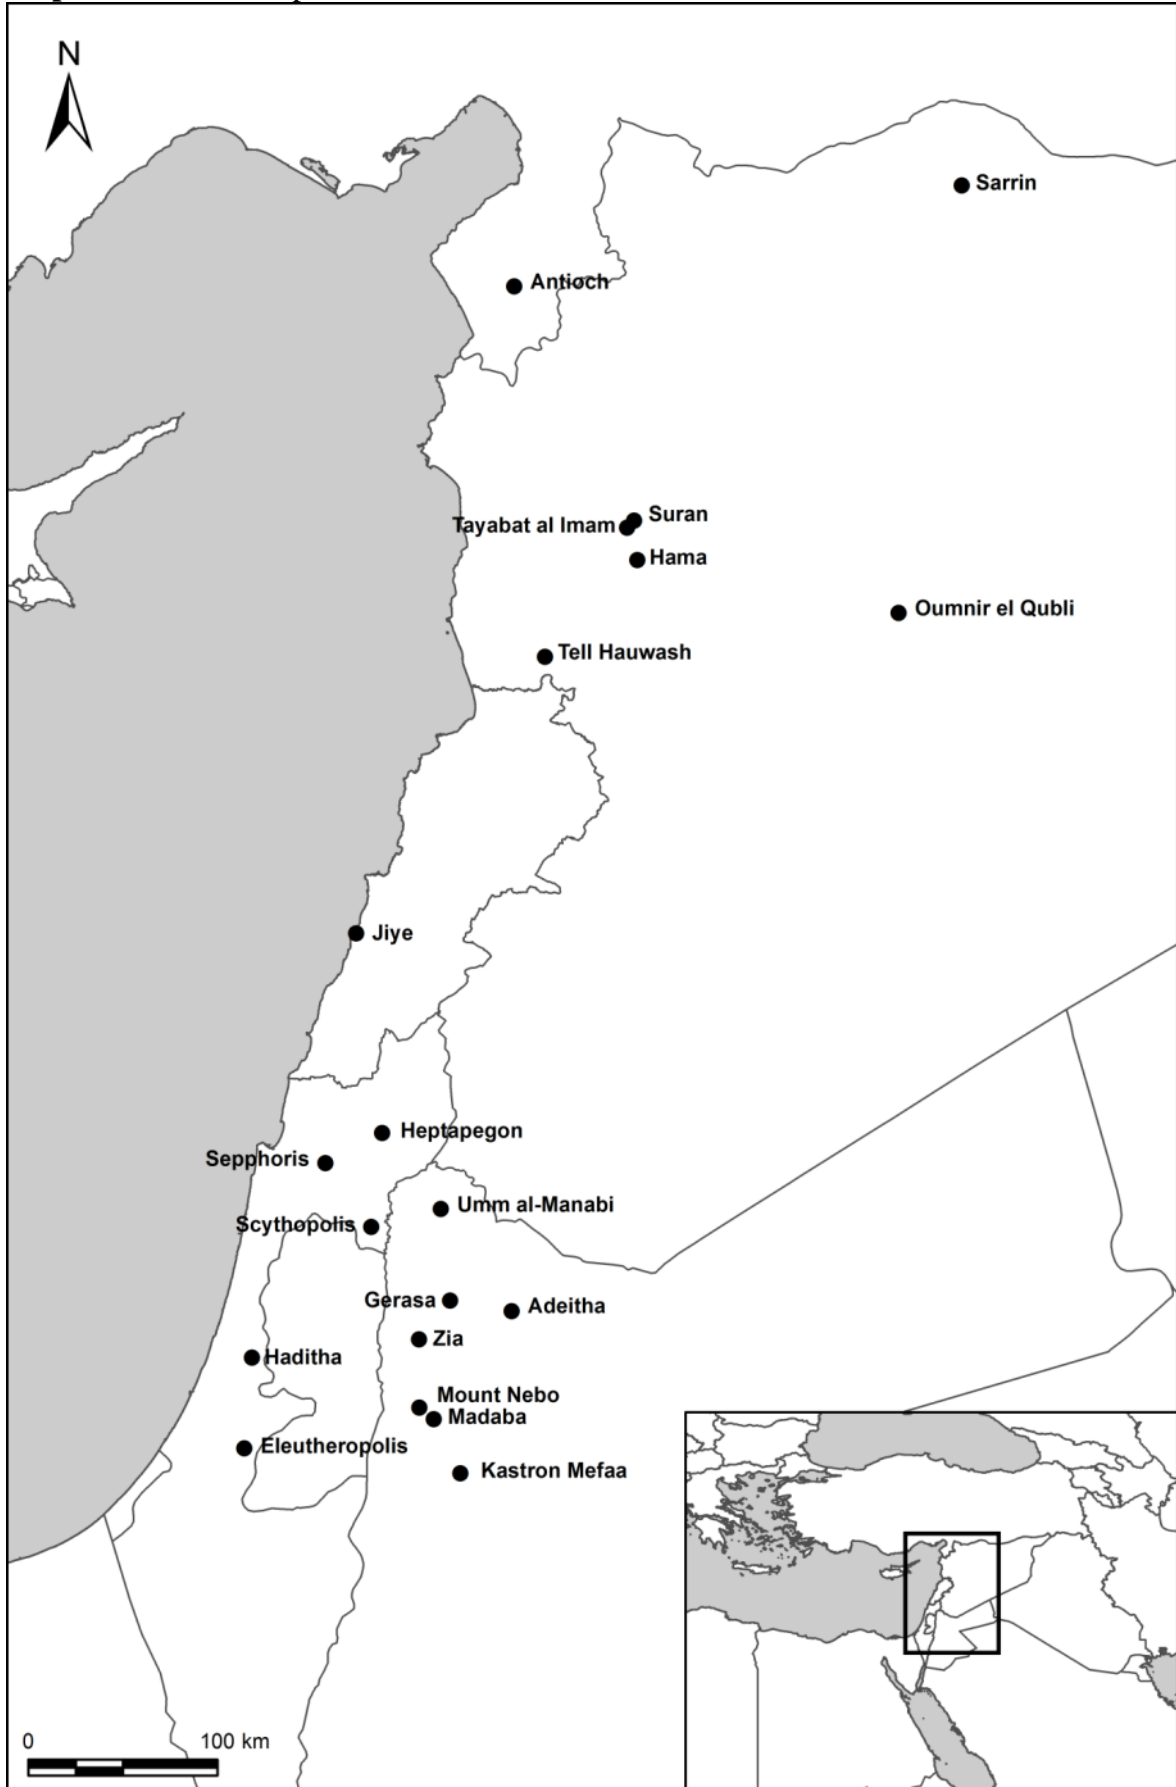 N
Sarrin
Antioch
Suran
Tayabat al Imam
Hama
Oumnir el Qubli
Tell Hauwash
Jiye
Heptapegon
Sepphoris
Umm al-Manabi
Scythopolis
Gerasa
Adeitha
Zia
Haditha
Mount Nebo
Madaba
Eleutheropolis
Kastron Mefaa
0 100 km